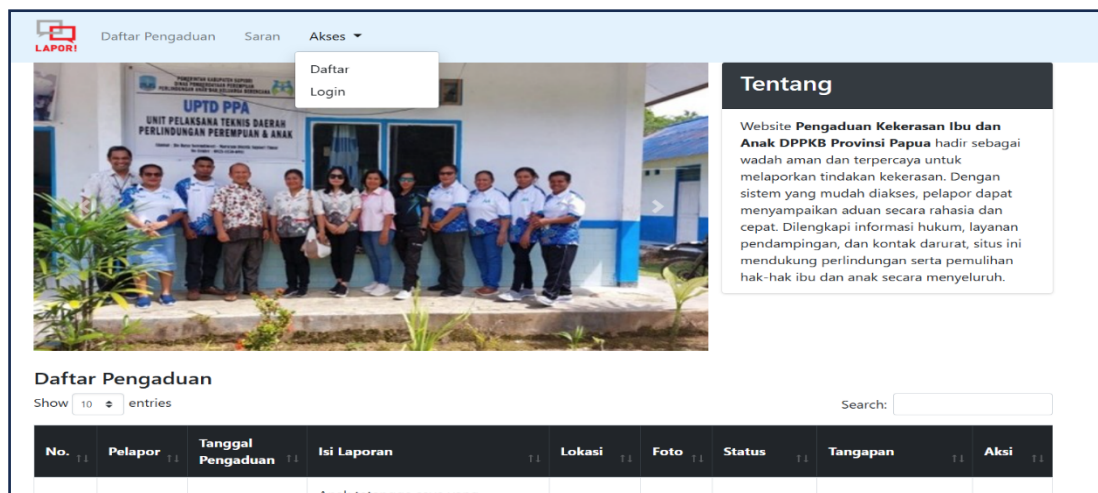 LAPOR!
Daftar Pengaduan Saran Akses
Daftar
Login
UPTD PPA
UNIT PELAKSANA TEKNIS DAERAH
PERLINDUNGAN PEREMPUAN & ANAK
Tentang
Website Pengaduan Kekerasan Ibu dan
Anak DPPKB Provinsi Papua hadir sebagai
wadah aman dan terpercaya untuk
melaporkan tindakan kekerasan. Dengan
sistem yang mudah diakses, pelapor dapat
menyampaikan aduan secara rahasia dan
cepat. Dilengkapi informasi hukum, layanan
pendampingan, dan kontak darurat, situs ini
mendukung perlindungan serta pemulihan
hak-hak ibu dan anak secara menyeluruh.
Daftar Pengaduan
Show 10 entries
Search:
No. Pelapor Tanggal Pengaduan Isi Laporan Lokasi Foto Status Tangapan Aksi